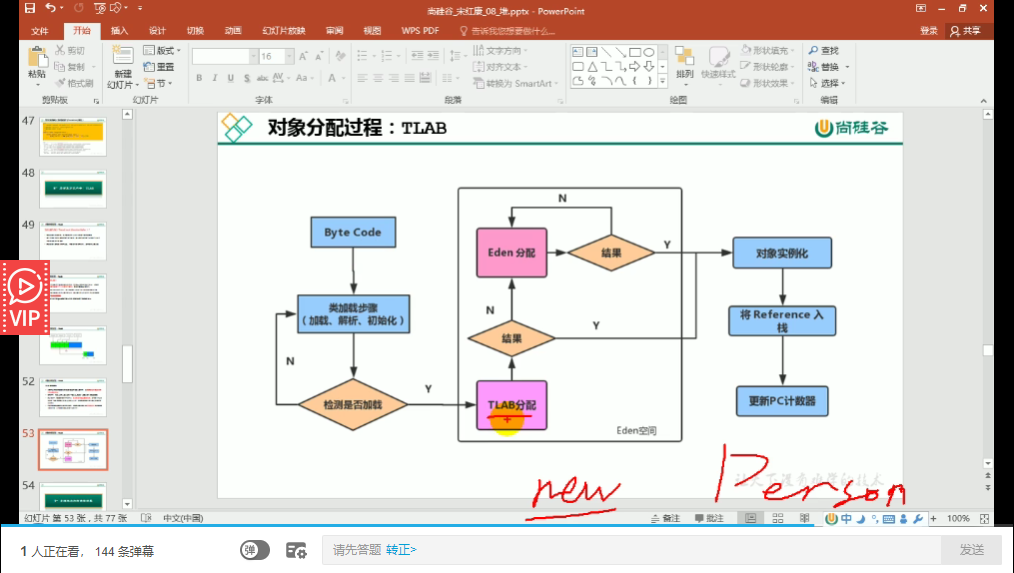 尚硅谷_宋红康_08_堆.pptx - PowerPoint
文件 开始 插入 设计 切换 动画 幻灯片放映 审阅 视图 WPS PDF 告诉我您想要做什么... 登录 共享
剪切 版式 16 文字方向 形状填充 查找
复制 重置 对齐文本 形状轮廓 替换
粘贴 格式刷 新建 幻灯片 节 B I U S abc AV Aa A 转换为 SmartArt 排列 快速样式 形状效果 选择
剪贴板 幻灯片 字体 段落 绘图 编辑
47
48
49
52
53
54
VIP
对象分配过程：TLAB
尚硅谷
N
Byte Code
Eden 分配
结果
Y
对象实例化
类加载步骤
（加载、解析、初始化）
N
Y
将Reference 入
栈
结果
N
Y
检测是否加载
TLAB分配
更新PC计数器
Eden空间
new Person
幻灯片 第 53 张，共 77 张 中文(中国) 备注 批注 中 100%
1 人正在看， 144 条弹幕 弹 请先答题 转正> 发送